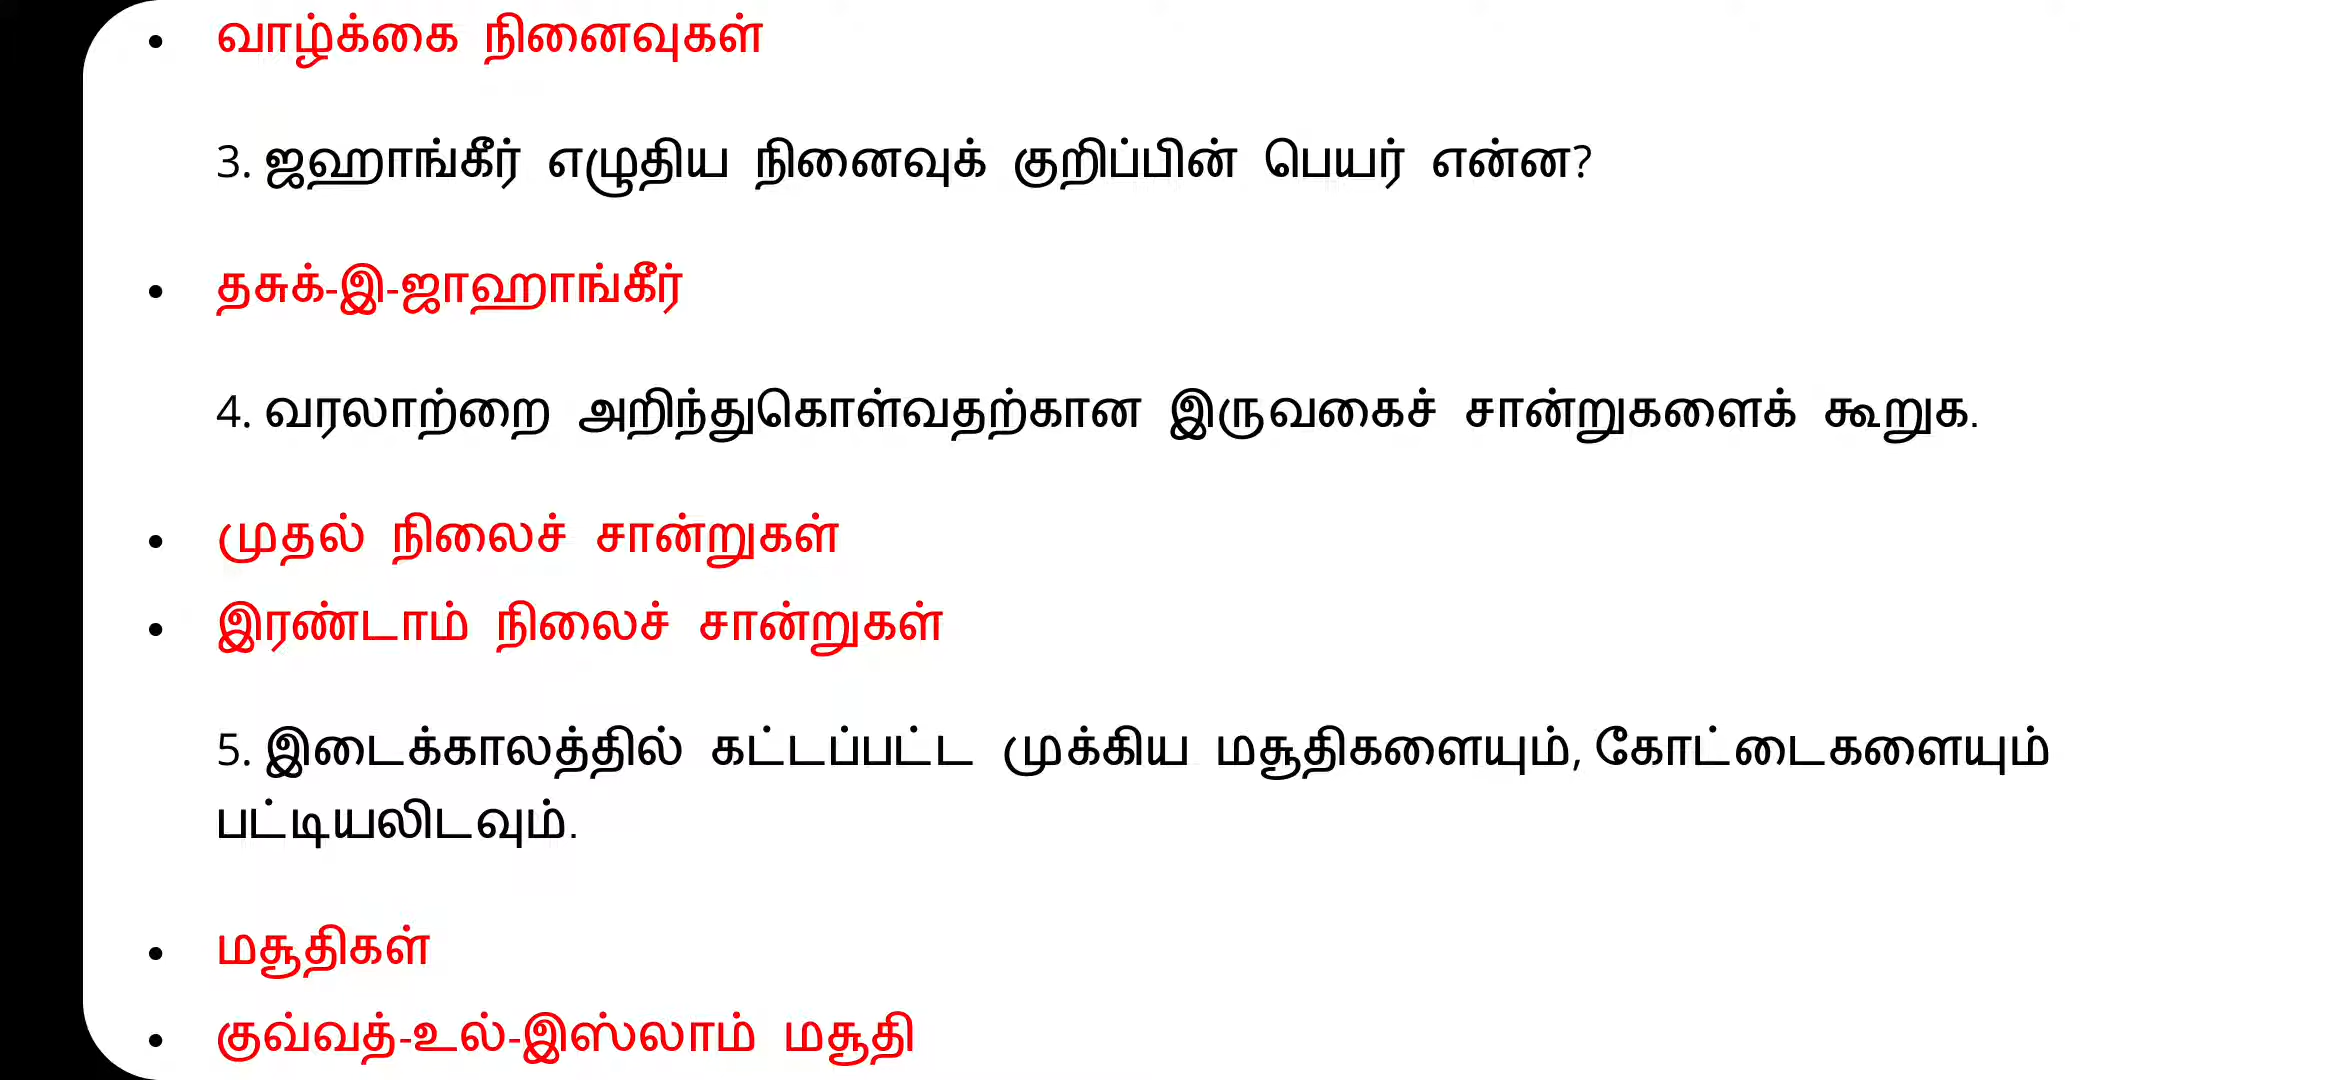 • வாழ்க்கை நினைவுகள்
3. ஜஹாங்கீர் எழுதிய நினைவுக் குறிப்பின் பெயர் என்ன?
• தசுக்-இ-ஜாஹாங்கீர்
4. வரலாற்றை அறிந்துகொள்வதற்கான இருவகைச் சான்றுகளைக் கூறுக.
• முதல் நிலைச் சான்றுகள்
• இரண்டாம் நிலைச் சான்றுகள்
5. இடைக்காலத்தில் கட்டப்பட்ட முக்கிய மசூதிகளையும், கோட்டைகளையும்
பட்டியலிடவும்.
• மசூதிகள்
• குவ்வத்-உல்-இஸ்லாம் மசூதி